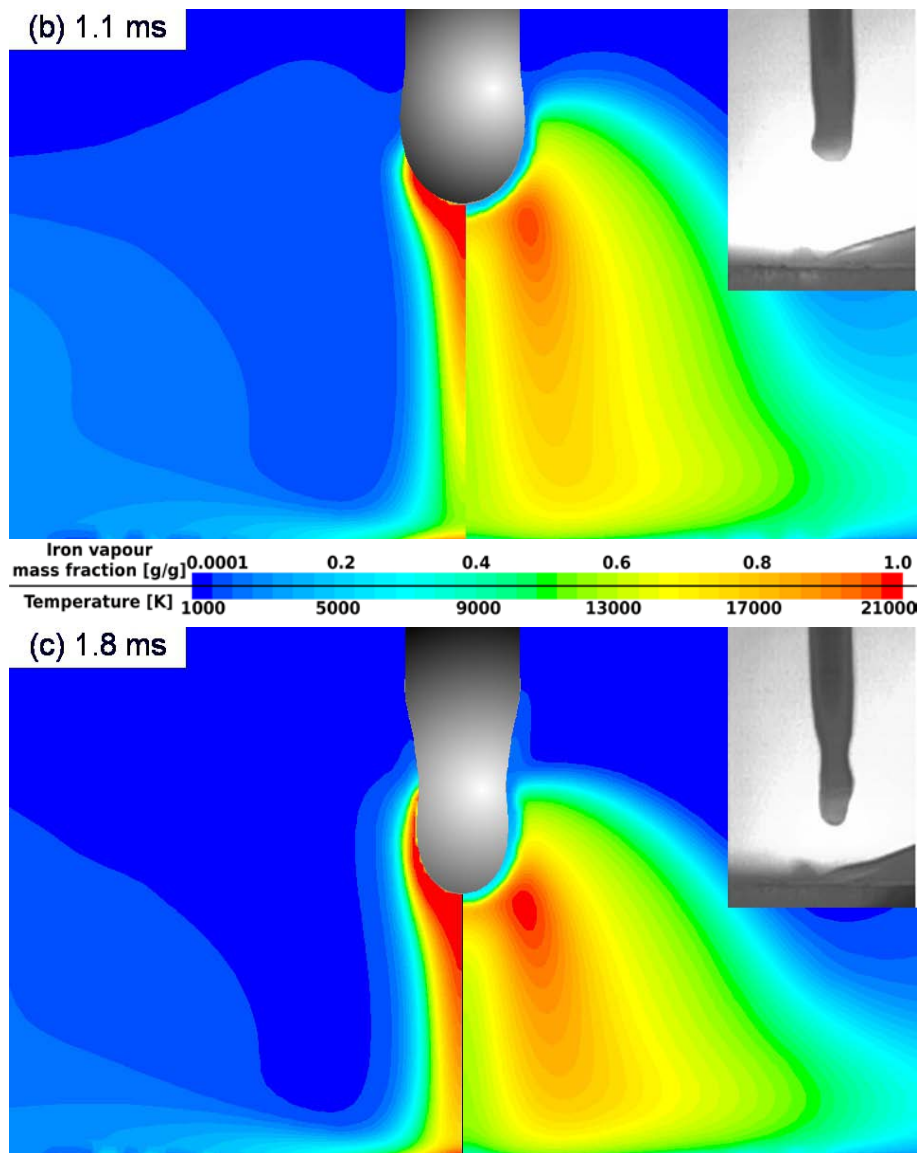 (b) 1.1 ms
Iron vapour
mass fraction [g/g] 0.0001 0.2 0.4 0.6 0.8 1.0
Temperature [K] 1000 5000 9000 13000 17000 21000
(c) 1.8 ms